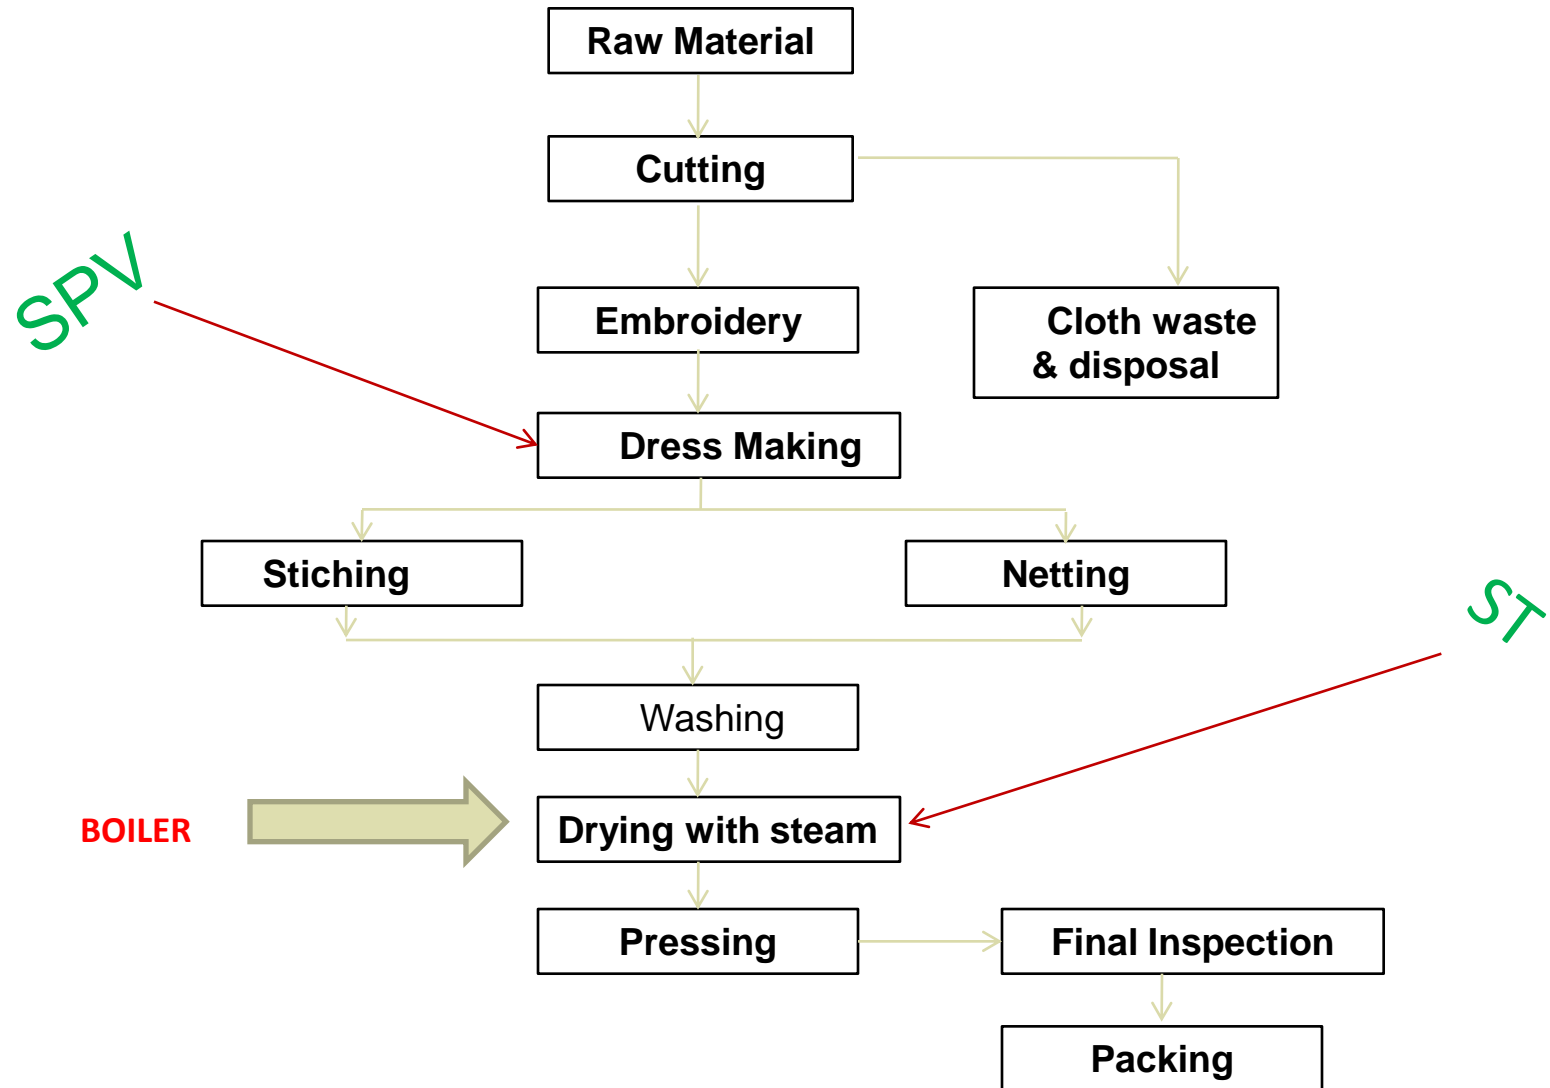 Raw Material
Cutting
SPV
Embroidery
Cloth waste
& disposal
Dress Making
Stiching
Netting
ST
Washing
BOILER
Drying with steam
Pressing
Final Inspection
Packing